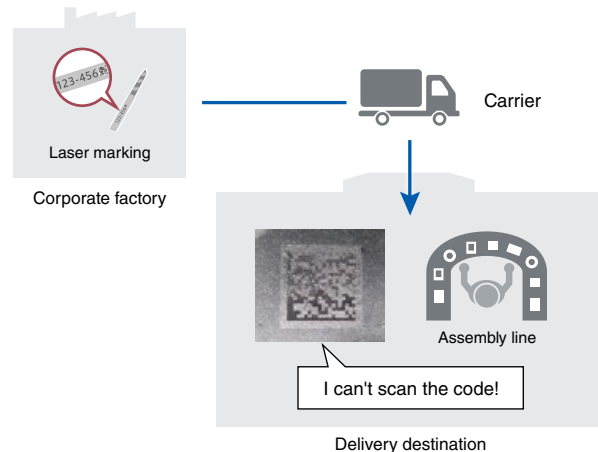 123-456
Laser marking
Corporate factory
Carrier
Assembly line
I can't scan the code!
Delivery destination